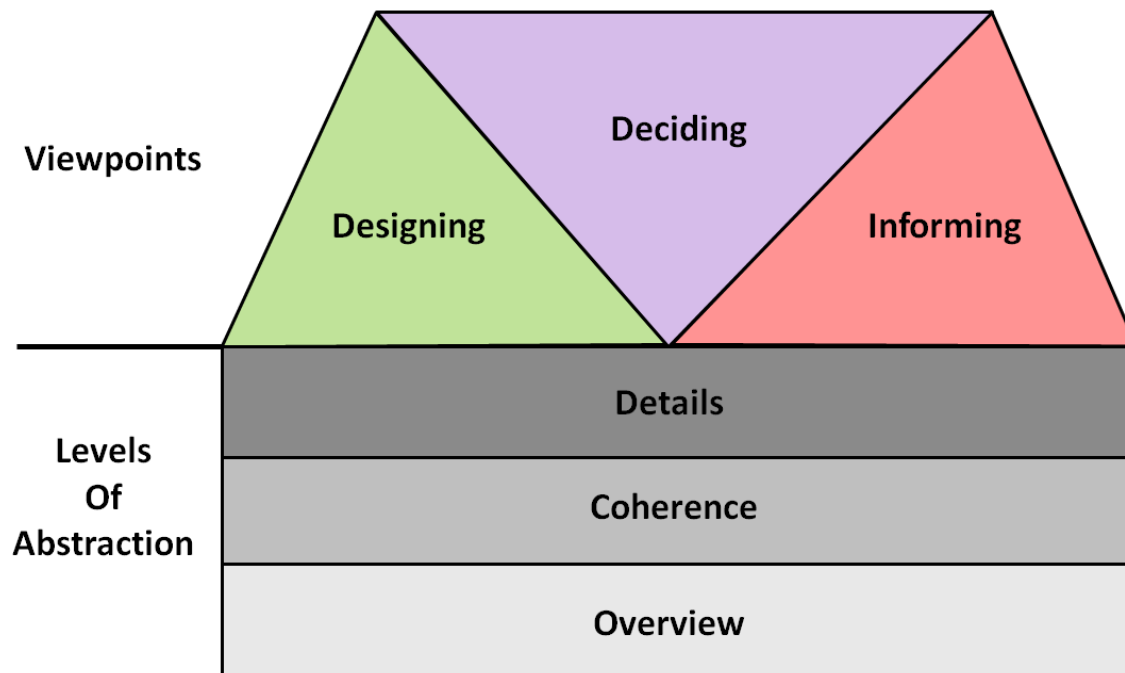 Viewpoints
Deciding
Designing
Informing
Levels
Of
Abstraction
Details
Coherence
Overview